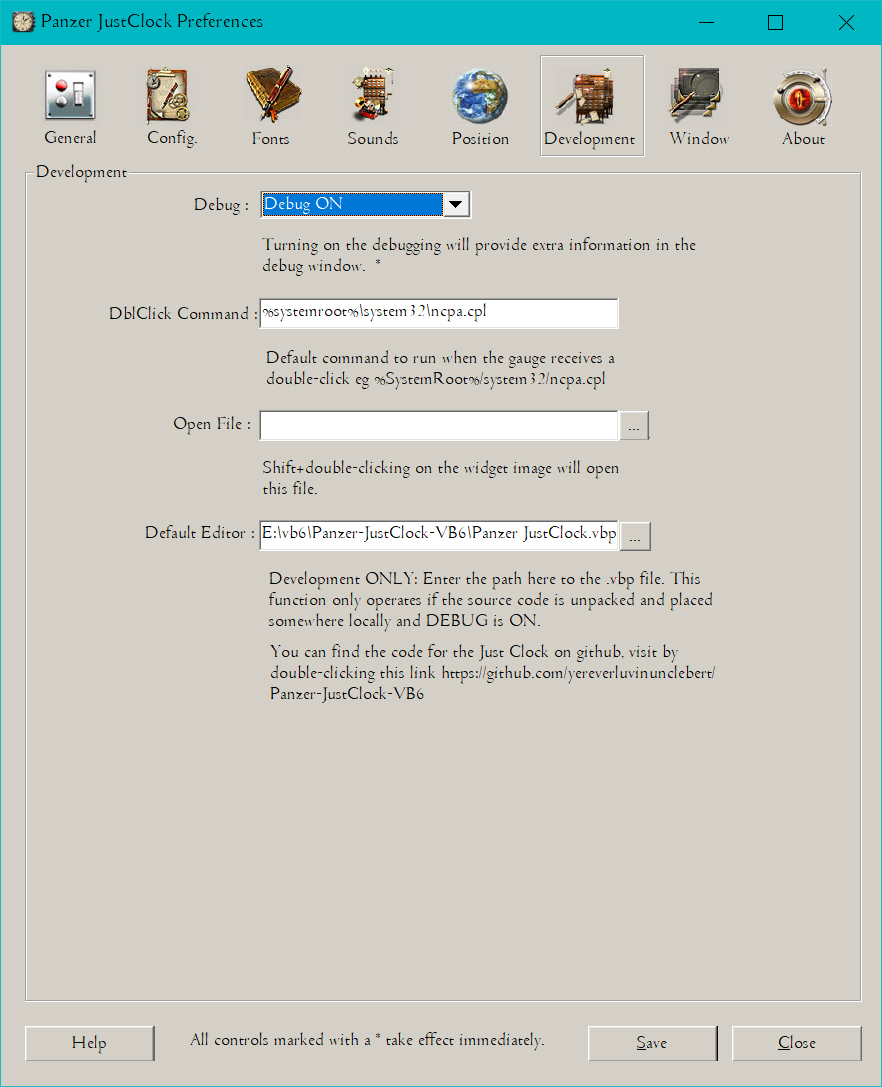 Panzer JustClock Preferences
General Config. Fonts Sounds Position Development Window About
Development
Debug : Debug ON
Turning on the debugging will provide extra information in the
debug window. *
DblClick Command : %systemroot%\system32\ncpa.cpl
Default command to run when the gauge receives a
double-click eg %SystemRoot%/system32/ncpa.cpl
Open File : ...
Shift+double-clicking on the widget image will open
this file.
Default Editor : E:\vb6\Panzer-JustClock-VB6\Panzer JustClock.vbp ...
Development ONLY: Enter the path here to the .vbp file. This
function only operates if the source code is unpacked and placed
somewhere locally and DEBUG is ON.
You can find the code for the Just Clock on github, visit by
double-clicking this link https://github.com/yereverluvinunclebert/
Panzer-JustClock-VB6
Help All controls marked with a * take effect immediately. Save Close